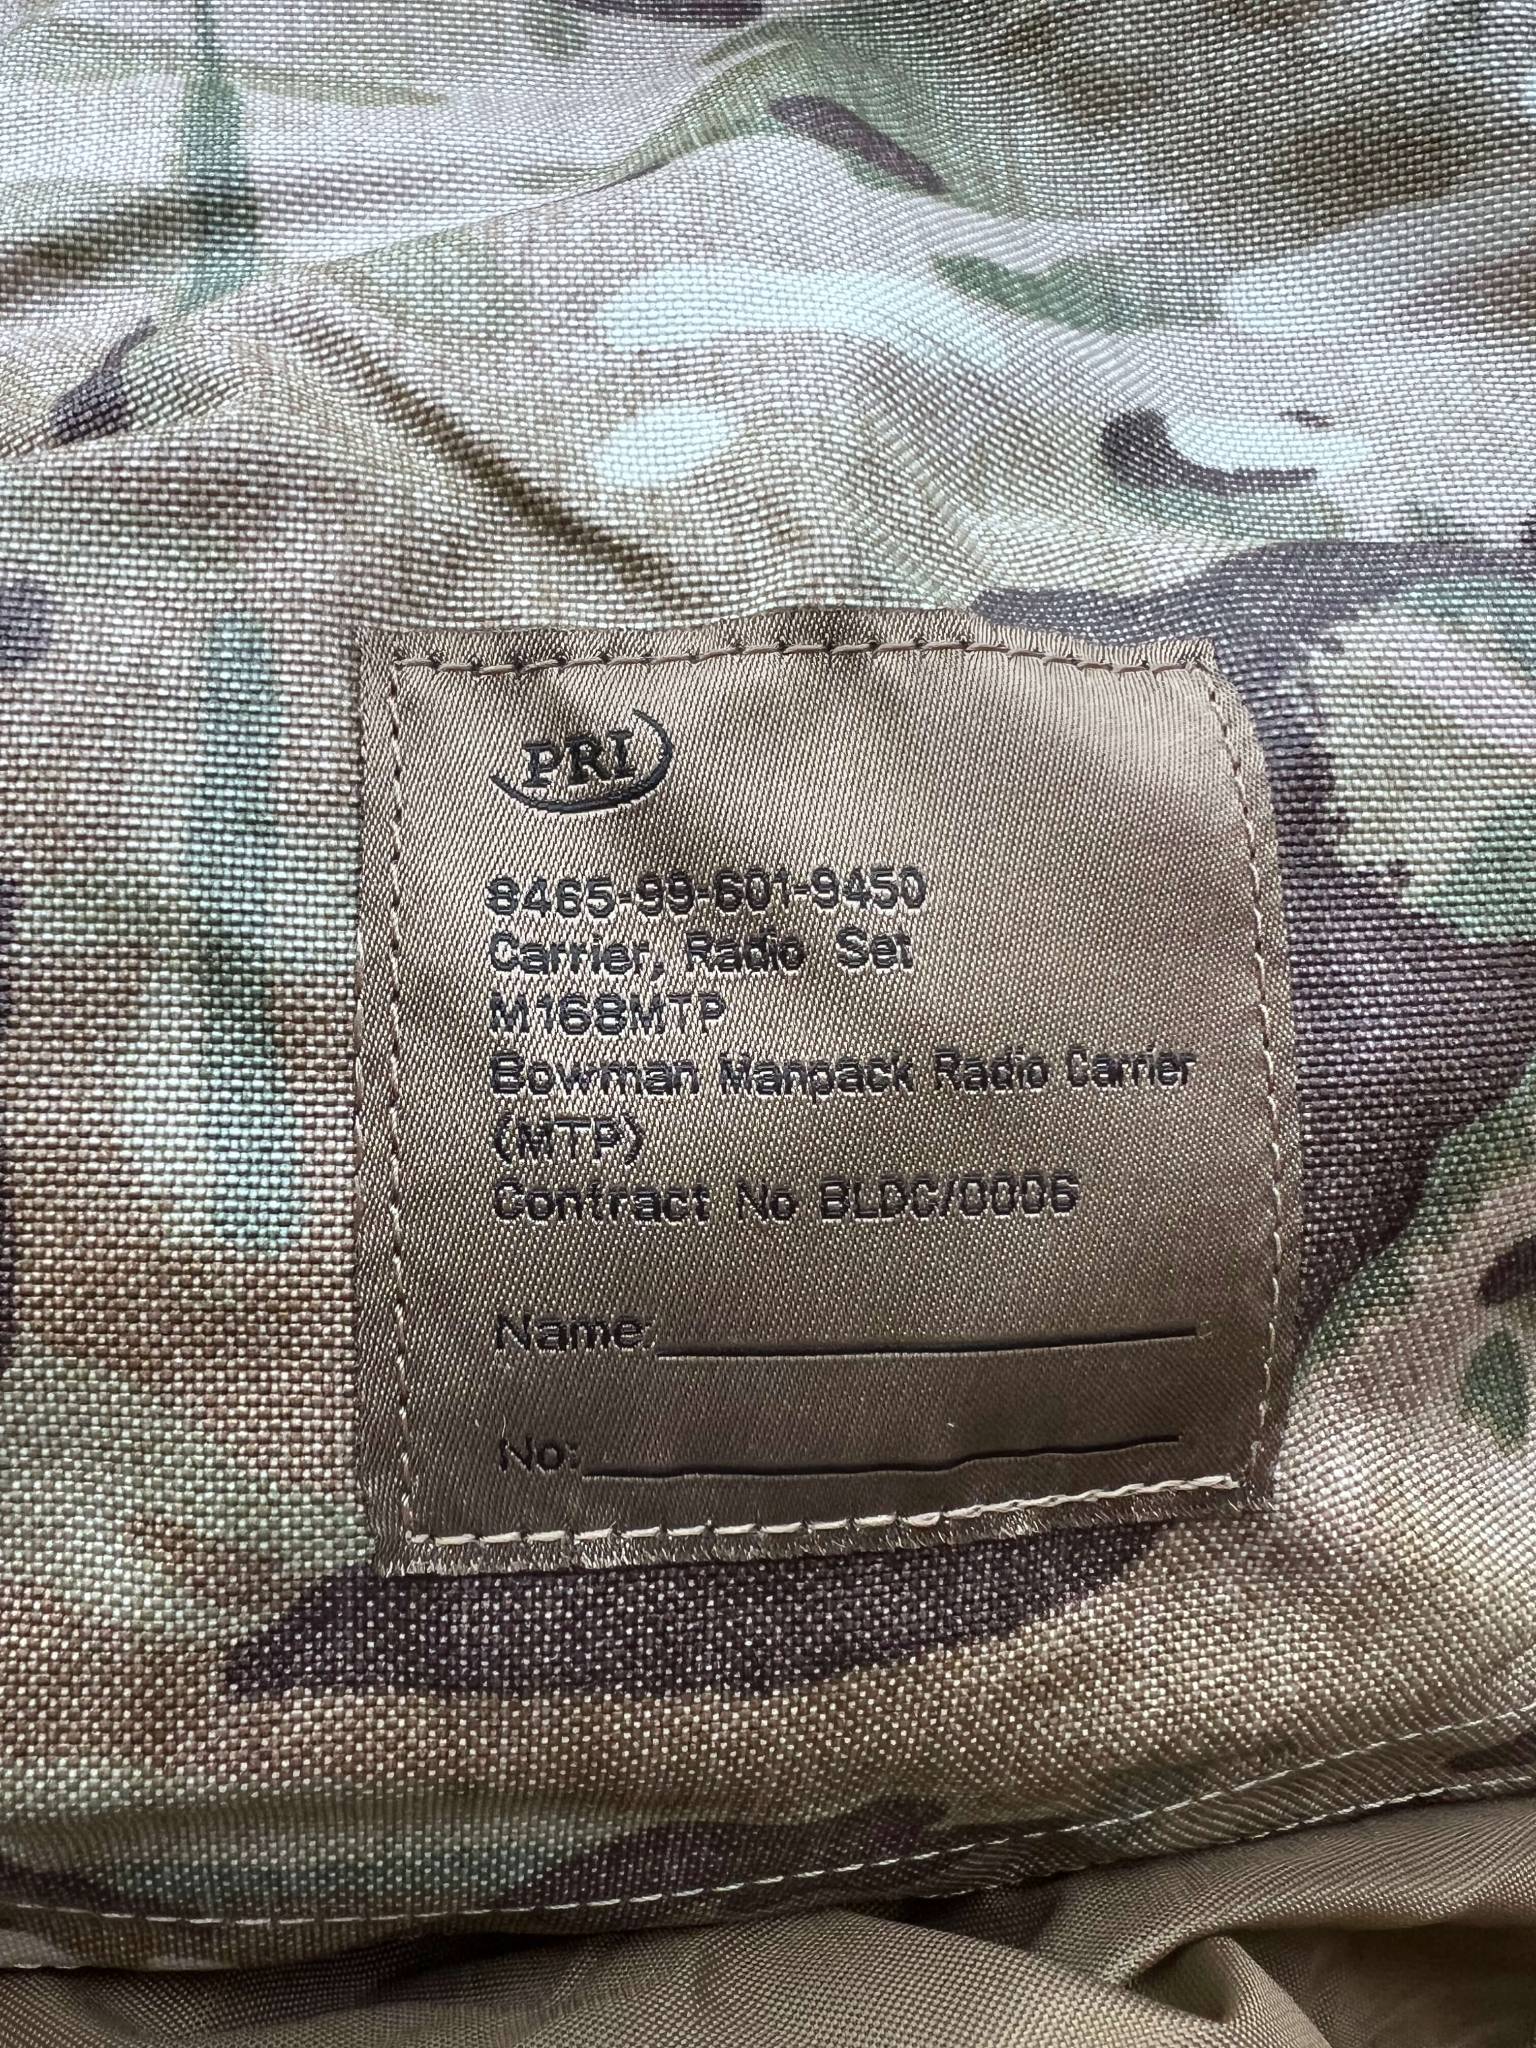 PRI
8465-99-601-9450
Carrier, Radio Set
M168MTP
Bowman Manpack Radio Carrier
(MTP)
Contract No BLDC/0006
Name:
No: